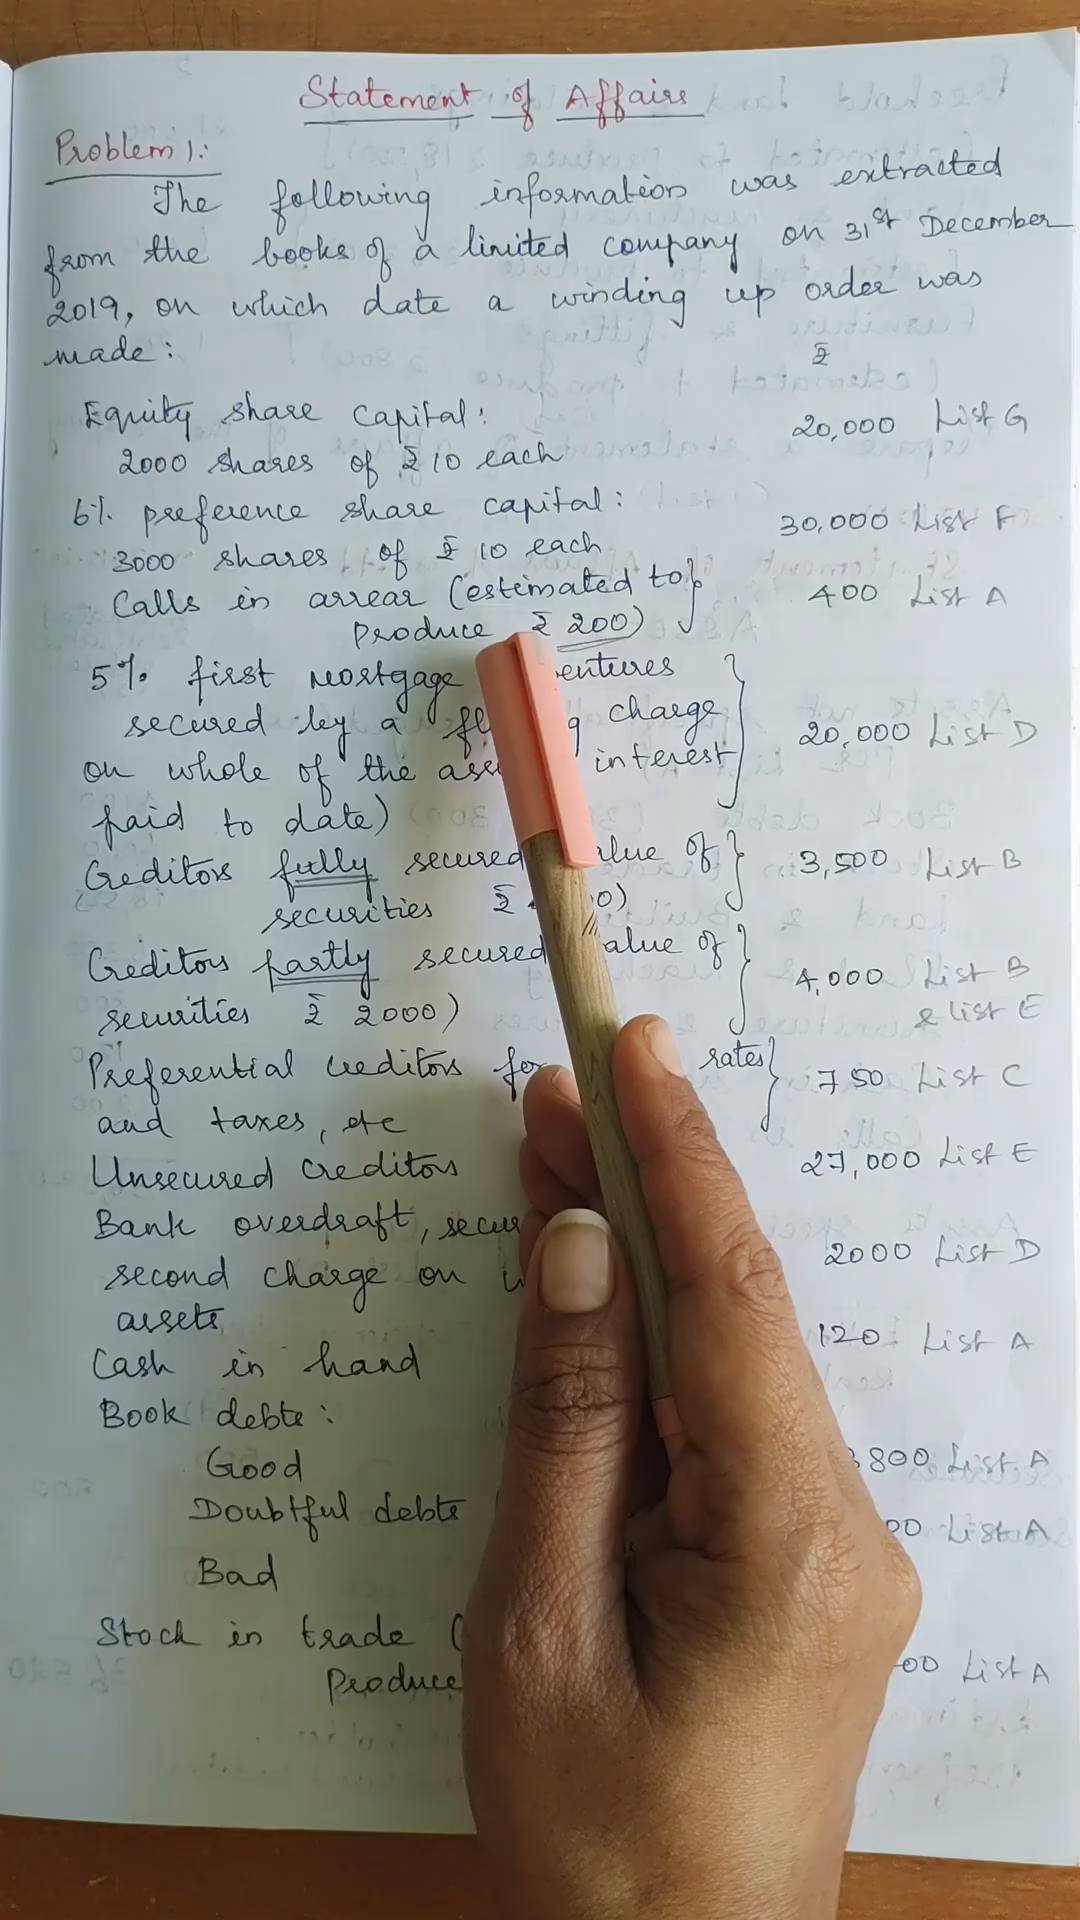 Statement of Affairs
Problem 1:
The following information was extracted
from the books of a limited company on 31st December
2019, on which date a winding up order was
made:
₹
Equity share capital:
2000 shares of ₹ 10 each 20,000 List G
6% preference share capital:
3000 shares of ₹ 10 each 30,000 List F
Calls in arrear (estimated to
Produce ₹ 200) 400 List A
5% first mortgage
secured by a charge
on whole of the interest 20,000 List D
paid to date)
Creditors fully secured of 3,500 List B
securities ₹
Creditors partly secured of 4,000 List B
securities ₹ 2000) & List E
Preferential creditors rates 750 List C
and taxes, etc
Unsecured creditors 27,000 List E
Bank overdraft,
second charge on 2000 List D
assets
Cash in hand 120 List A
Book debts:
Good List A
Doubtful debts List A
Bad
Stock in trade (
Produce List A